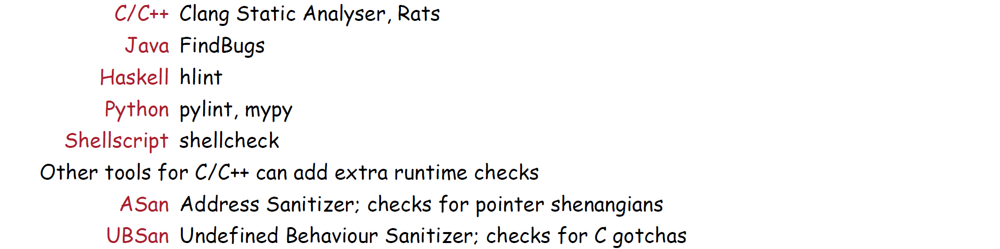 C/C++ Clang Static Analyser, Rats
Java FindBugs
Haskell hlint
Python pylint, mypy
Shellscript shellcheck
Other tools for C/C++ can add extra runtime checks
ASan Address Sanitizer; checks for pointer shenangians
UBSan Undefined Behaviour Sanitizer; checks for C gotchas